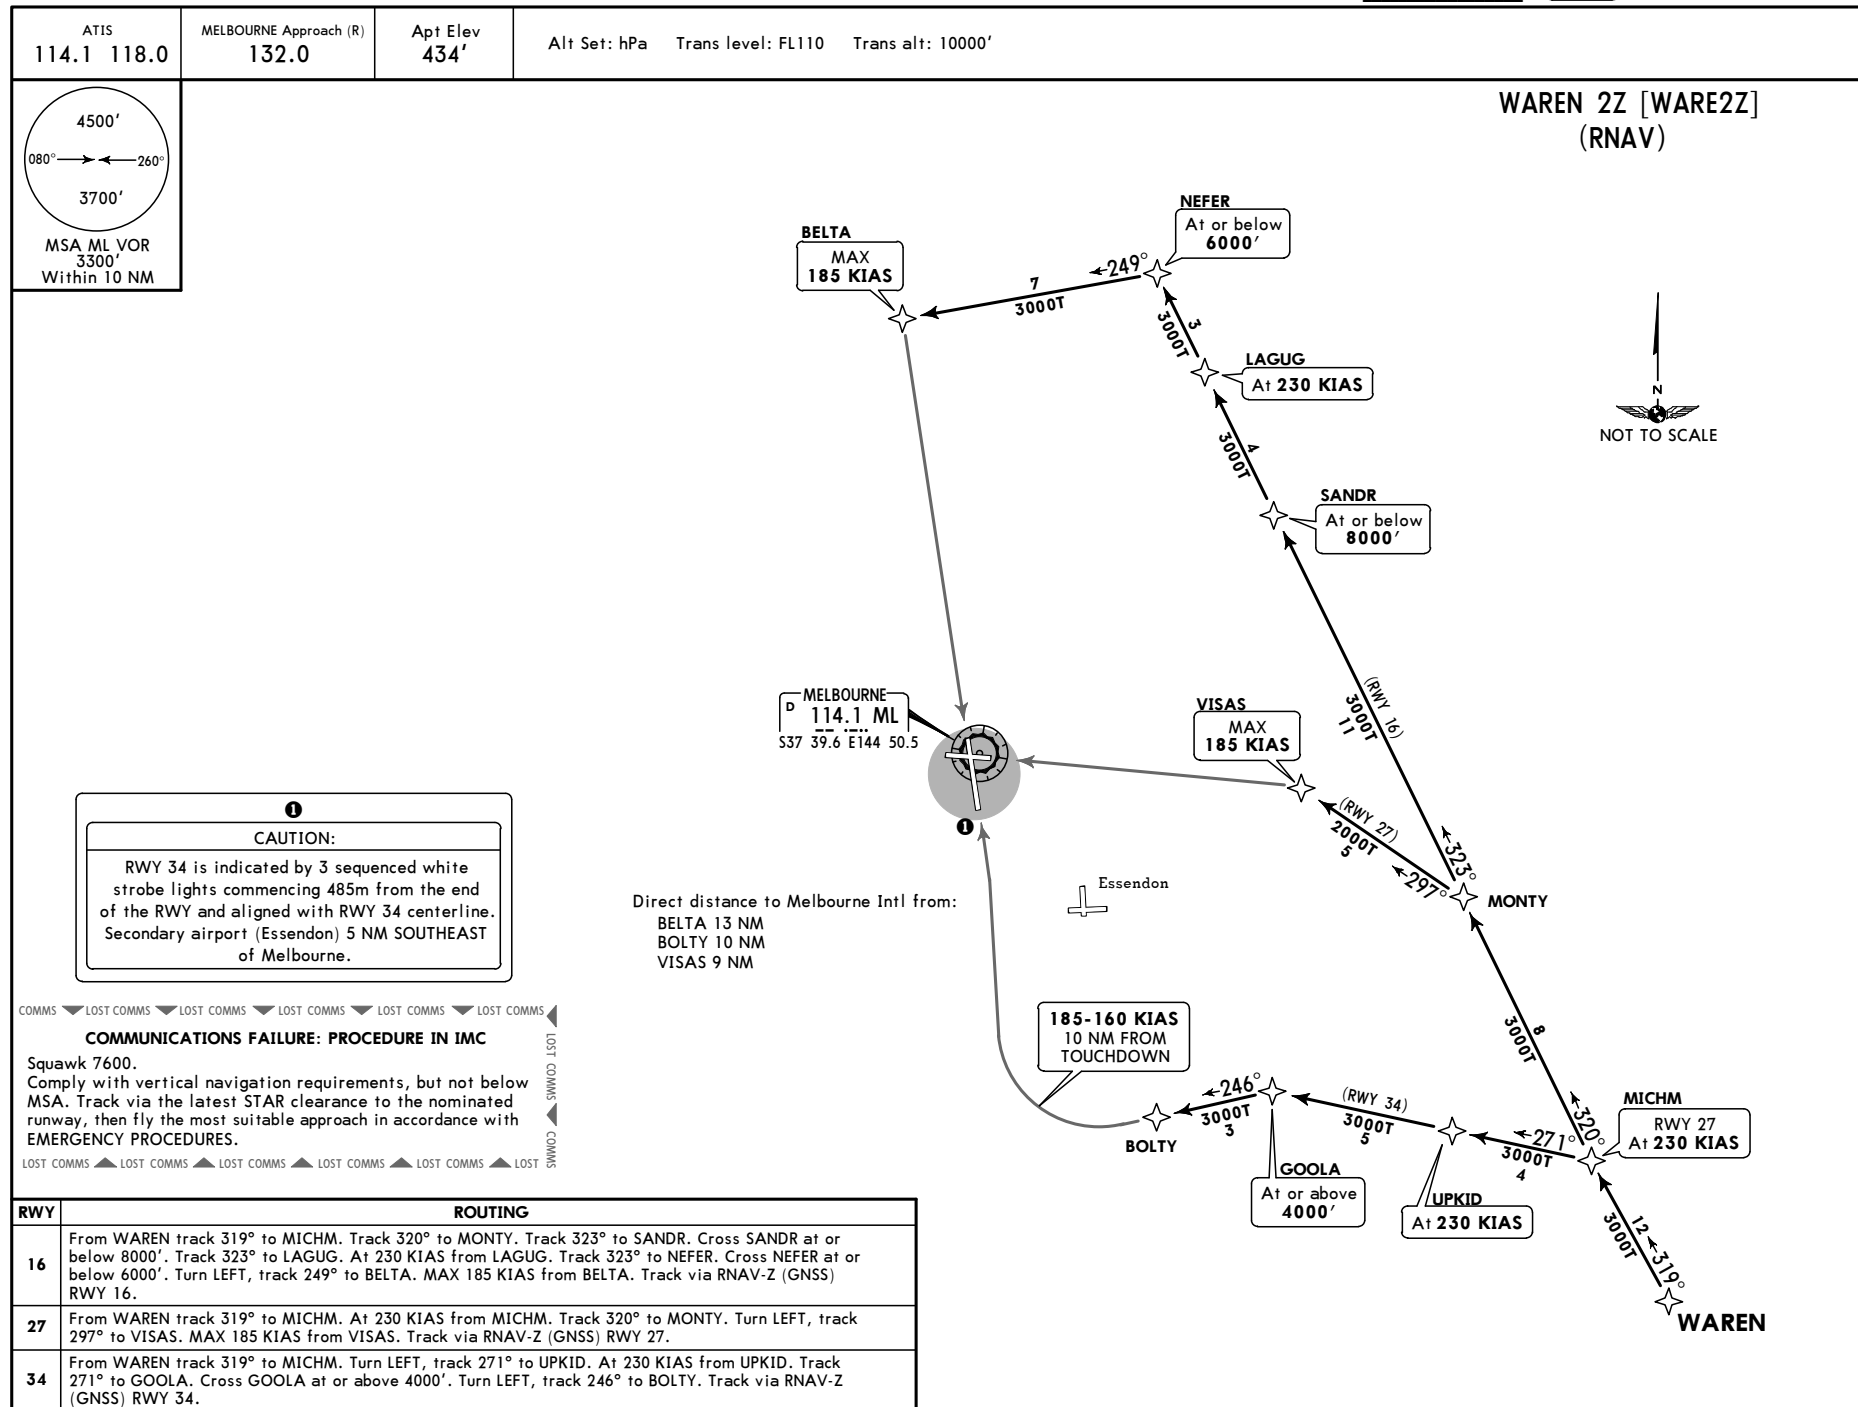 ATIS
114.1 118.0
MELBOURNE Approach (R)
132.0
Apt Elev
434'
Alt Set: hPa Trans level: FL110 Trans alt: 10000'
4500'
080° 260°
3700'
MSA ML VOR
3300'
Within 10 NM
WAREN 2Z [WARE2Z]
(RNAV)
NEFER
At or below
6000'
BELTA
MAX
185 KIAS
249°
7
3000T
3
3000T
LAGUG
At 230 KIAS
N
NOT TO SCALE
4
3000T
SANDR
At or below
8000'
(RWY 16)
3000T
11
MELBOURNE
D 114.1 ML
S37 39.6 E144 50.5
VISAS
MAX
185 KIAS
(RWY 27)
2000T
5
323°
297°
MONTY
1
Essendon
1
CAUTION:
RWY 34 is indicated by 3 sequenced white
strobe lights commencing 485m from the end
of the RWY and aligned with RWY 34 centerline.
Secondary airport (Essendon) 5 NM SOUTHEAST
of Melbourne.
Direct distance to Melbourne Intl from:
BELTA 13 NM
BOLTY 10 NM
VISAS 9 NM
8
3000T
185-160 KIAS
10 NM FROM
TOUCHDOWN
246°
3000T
3
BOLTY
(RWY 34)
3000T
5
GOOLA
At or above
4000'
271°
3000T
4
UPKID
At 230 KIAS
320°
MICHM
RWY 27
At 230 KIAS
12
3000T
319°
WAREN
COMMS LOST COMMS LOST COMMS LOST COMMS LOST COMMS LOST COMMS
LOST COMMS COMMS
COMMUNICATIONS FAILURE: PROCEDURE IN IMC
Squawk 7600.
Comply with vertical navigation requirements, but not below
MSA. Track via the latest STAR clearance to the nominated
runway, then fly the most suitable approach in accordance with
EMERGENCY PROCEDURES.
LOST COMMS LOST COMMS LOST COMMS LOST COMMS LOST COMMS LOST
RWY ROUTING
16
From WAREN track 319° to MICHM. Track 320° to MONTY. Track 323° to SANDR. Cross SANDR at or
below 8000'. Track 323° to LAGUG. At 230 KIAS from LAGUG. Track 323° to NEFER. Cross NEFER at or
below 6000'. Turn LEFT, track 249° to BELTA. MAX 185 KIAS from BELTA. Track via RNAV-Z (GNSS)
RWY 16.
27
From WAREN track 319° to MICHM. At 230 KIAS from MICHM. Track 320° to MONTY. Turn LEFT, track
297° to VISAS. MAX 185 KIAS from VISAS. Track via RNAV-Z (GNSS) RWY 27.
34
From WAREN track 319° to MICHM. Turn LEFT, track 271° to UPKID. At 230 KIAS from UPKID. Track
271° to GOOLA. Cross GOOLA at or above 4000'. Turn LEFT, track 246° to BOLTY. Track via RNAV-Z
(GNSS) RWY 34.